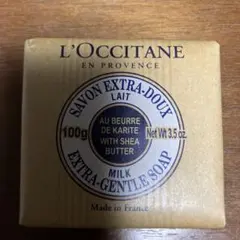 L'OCCITANE
EN PROVENCE
SAVON EXTRA-DOUX
LAIT
100g
AU BEURRE
DE KARITE
WITH SHEA
BUTTER
Net Wt 3.5 oz.
MILK
EXTRA-GENTLE SOAP
Made in France